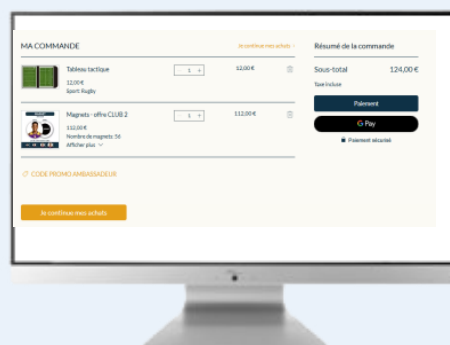 MA COMMANDE
Je continue mes achats
Résumé de la commande
Tableau tactique
1 +
12,00 €
12,00 €
Sport: Rugby
Sous-total 124,00 €
Taxe incluse
Paiement
G Pay
Paiement sécurisé
Magnets - offre CLUB 2
1 +
112,00 €
112,00 €
Nombre de magnets: 56
Afficher plus
CODE PROMO AMBASSADEUR
Je continue mes achats